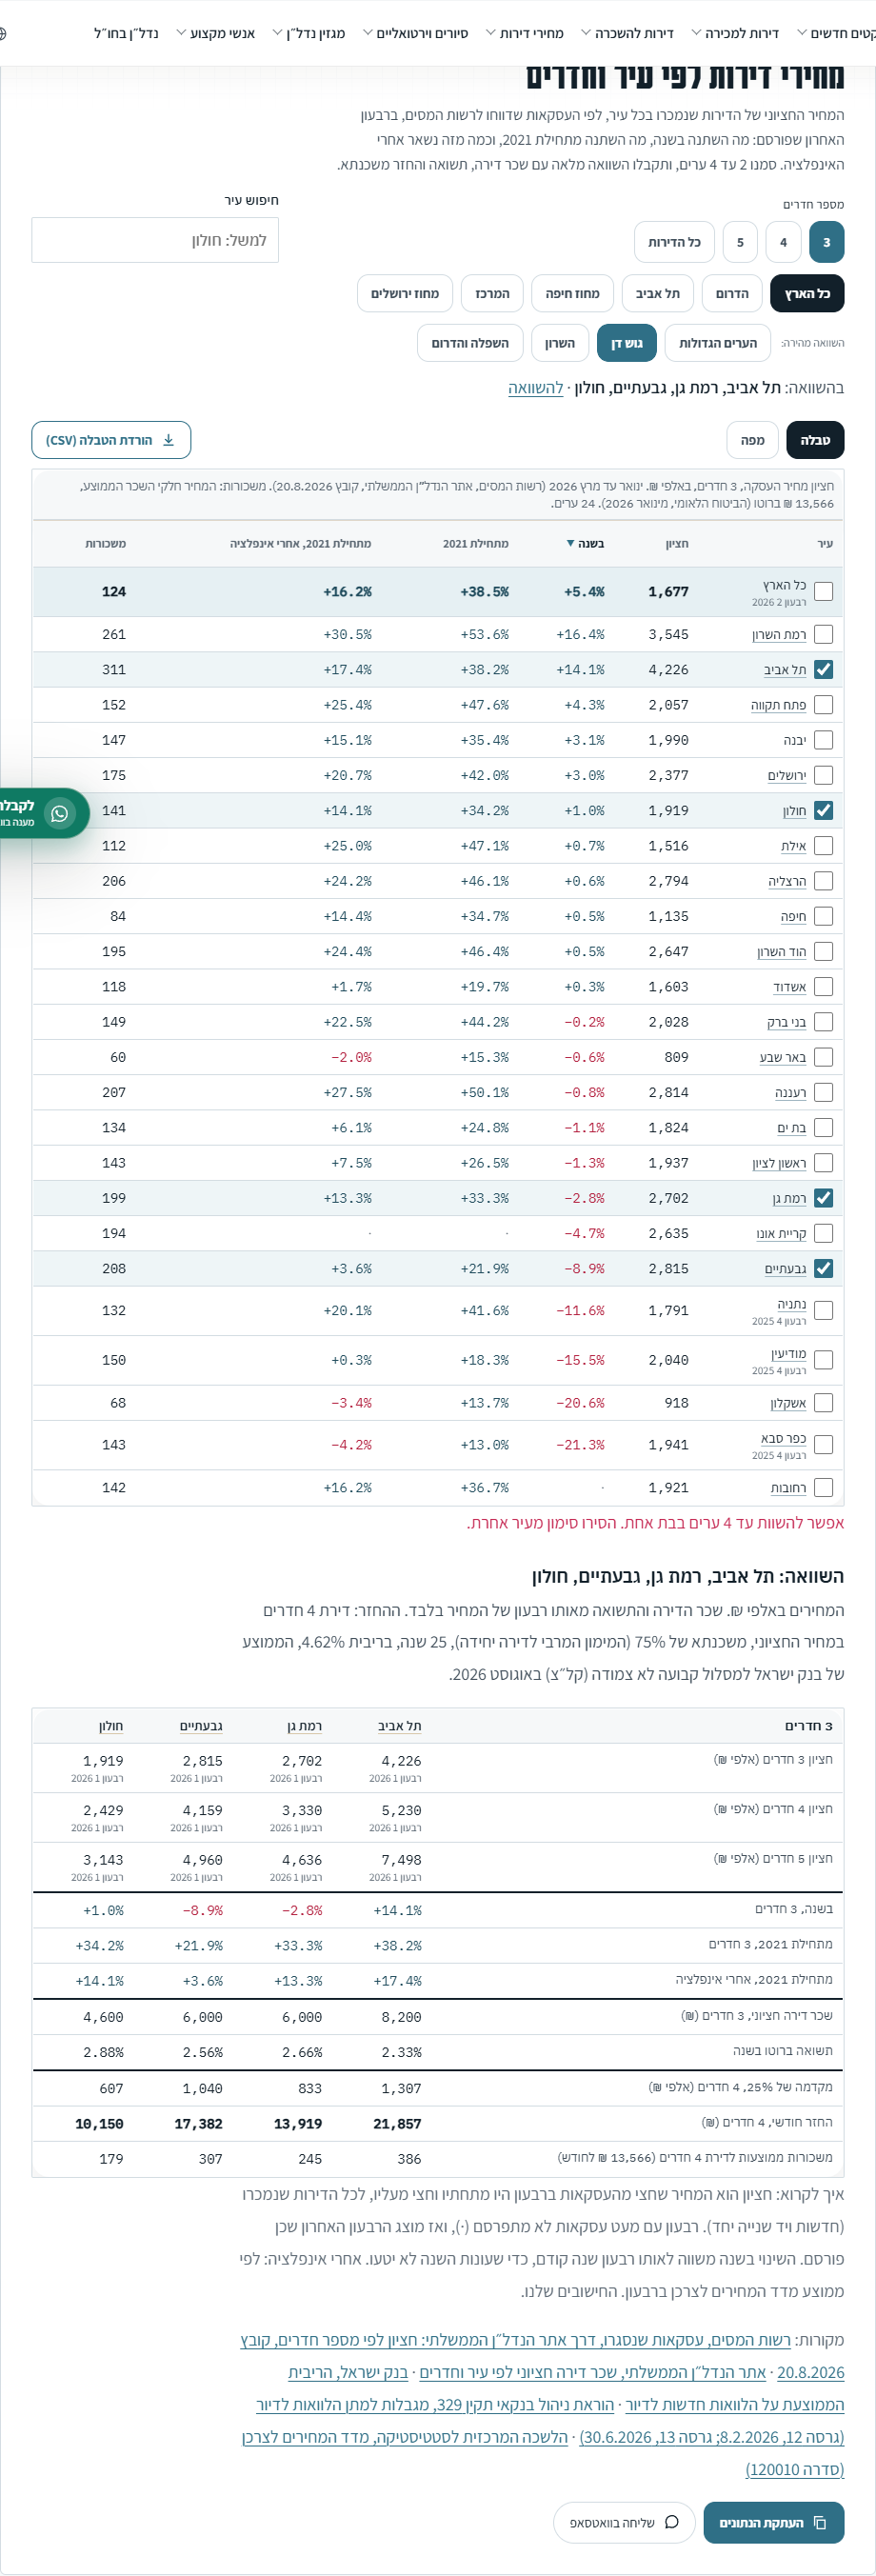 קטים חדשים דירות למכירה דירות להשכרה מחירי דירות סיורים וירטואליים מגזין נדל״ן אנשי מקצוע נדל״ן בחו״ל
מחירי דירות לפי עיר וחדרים
המחיר החציוני של הדירות שנמכרו בכל עיר, לפי העסקאות שדווחו לרשות המסים, ברבעון
האחרון שפורסם: מה השתנה בשנה, מה השתנה מתחילת 2021, וכמה מזה נשאר אחרי
האינפלציה. סמנו 2 עד 4 ערים, ותקבלו השוואה מלאה עם שכר דירה, תשואה והחזר משכנתא.
מספר חדרים
3 4 5 כל הדירות
חיפוש עיר
למשל: חולון
כל הארץ הדרום תל אביב מחוז חיפה המרכז מחוז ירושלים
השוואה מהירה: הערים הגדולות גוש דן השרון השפלה והדרום
בהשוואה: תל אביב, רמת גן, גבעתיים, חולון · להשוואה
טבלה מפה הורדת הטבלה (CSV)
חציון מחיר העסקה, 3 חדרים, באלפי ₪. ינואר עד מרץ 2026 (רשות המסים, אתר הנדל״ן הממשלתי, קובץ 20.8.2026). משכורות: המחיר חלקי השכר הממוצע,
13,566 ₪ ברוטו (הביטוח הלאומי, מינואר 2026). 24 ערים.
עיר חציון בשנה ▼ מתחילת 2021 מתחילת 2021, אחרי אינפלציה משכורות
כל הארץ 1,677 +5.4% +38.5% +16.2% 124
רבעון 2 2026
רמת השרון 3,545 +16.4% +53.6% +30.5% 261
תל אביב 4,226 +14.1% +38.2% +17.4% 311
פתח תקווה 2,057 +4.3% +47.6% +25.4% 152
יבנה 1,990 +3.1% +35.4% +15.1% 147
ירושלים 2,377 +3.0% +42.0% +20.7% 175
חולון 1,919 +1.0% +34.2% +14.1% 141
אילת 1,516 +0.7% +47.1% +25.0% 112
הרצליה 2,794 +0.6% +46.1% +24.2% 206
חיפה 1,135 +0.5% +34.7% +14.4% 84
הוד השרון 2,647 +0.5% +46.4% +24.4% 195
אשדוד 1,603 +0.3% +19.7% +1.7% 118
בני ברק 2,028 −0.2% +44.2% +22.5% 149
באר שבע 809 −0.6% +15.3% −2.0% 60
רעננה 2,814 −0.8% +50.1% +27.5% 207
בת ים 1,824 −1.1% +24.8% +6.1% 134
ראשון לציון 1,937 −1.3% +26.5% +7.5% 143
רמת גן 2,702 −2.8% +33.3% +13.3% 199
קריית אונו 2,635 −4.7% · · 194
גבעתיים 2,815 −8.9% +21.9% +3.6% 208
נתניה 1,791 −11.6% +41.6% +20.1% 132
רבעון 4 2025
מודיעין 2,040 −15.5% +18.3% +0.3% 150
רבעון 4 2025
אשקלון 918 −20.6% +13.7% −3.4% 68
כפר סבא 1,941 −21.3% +13.0% −4.2% 143
רבעון 4 2025
רחובות 1,921 · +36.7% +16.2% 142
אפשר להשוות עד 4 ערים בבת אחת. הסירו סימון מעיר אחרת.
השוואה: תל אביב, רמת גן, גבעתיים, חולון
המחירים באלפי ₪. שכר הדירה והתשואה מאותו רבעון של המחיר בלבד. ההחזר: דירת 4 חדרים
במחיר החציוני, משכנתא של 75% (המימון המרבי לדירה יחידה), 25 שנה, בריבית 4.62%, הממוצע
של בנק ישראל למסלול קבועה לא צמודה (קל״צ) באוגוסט 2026.
3 חדרים תל אביב רמת גן גבעתיים חולון
חציון 3 חדרים (אלפי ₪) 4,226 2,702 2,815 1,919
רבעון 1 2026 רבעון 1 2026 רבעון 1 2026 רבעון 1 2026
חציון 4 חדרים (אלפי ₪) 5,230 3,330 4,159 2,429
רבעון 1 2026 רבעון 1 2026 רבעון 1 2026 רבעון 1 2026
חציון 5 חדרים (אלפי ₪) 7,498 4,636 4,960 3,143
רבעון 1 2026 רבעון 1 2026 רבעון 1 2026 רבעון 1 2026
בשנה, 3 חדרים +14.1% −2.8% −8.9% +1.0%
מתחילת 2021, 3 חדרים +38.2% +33.3% +21.9% +34.2%
מתחילת 2021, אחרי אינפלציה +17.4% +13.3% +3.6% +14.1%
שכר דירה חציוני, 3 חדרים (₪) 8,200 6,000 6,000 4,600
תשואה ברוטו בשנה 2.33% 2.66% 2.56% 2.88%
מקדמה של 25%, 4 חדרים (אלפי ₪) 1,307 833 1,040 607
החזר חודשי, 4 חדרים (₪) 21,857 13,919 17,382 10,150
משכורות ממוצעות לדירת 4 חדרים (13,566 ₪ לחודש) 386 245 307 179
איך לקרוא: חציון הוא המחיר שחצי מהעסקאות ברבעון היו מתחתיו וחצי מעליו, לכל הדירות שנמכרו
(חדשות ויד שנייה יחד). רבעון עם מעט עסקאות לא מתפרסם (·), ואז מוצג הרבעון האחרון שכן
פורסם. השינוי בשנה משווה לאותו רבעון שנה קודם, כדי שעונות השנה לא יטעו. אחרי אינפלציה: לפי
ממוצע מדד המחירים לצרכן ברבעון. החישובים שלנו.
מקורות: רשות המסים, עסקאות שנסגרו, דרך אתר הנדל״ן הממשלתי: חציון לפי מספר חדרים, קובץ
20.8.2026 · אתר הנדל״ן הממשלתי, שכר דירה חציוני לפי עיר וחדרים · בנק ישראל, הריבית
הממוצעת על הלוואות חדשות לדיור · הוראת ניהול בנקאי תקין 329, מגבלות למתן הלוואות לדיור
(גרסה 12, 8.2.2026; גרסה 13, 30.6.2026) · הלשכה המרכזית לסטטיסטיקה, מדד המחירים לצרכן
(סדרה 120010)
העתקת הנתונים שליחה בוואטסאפ